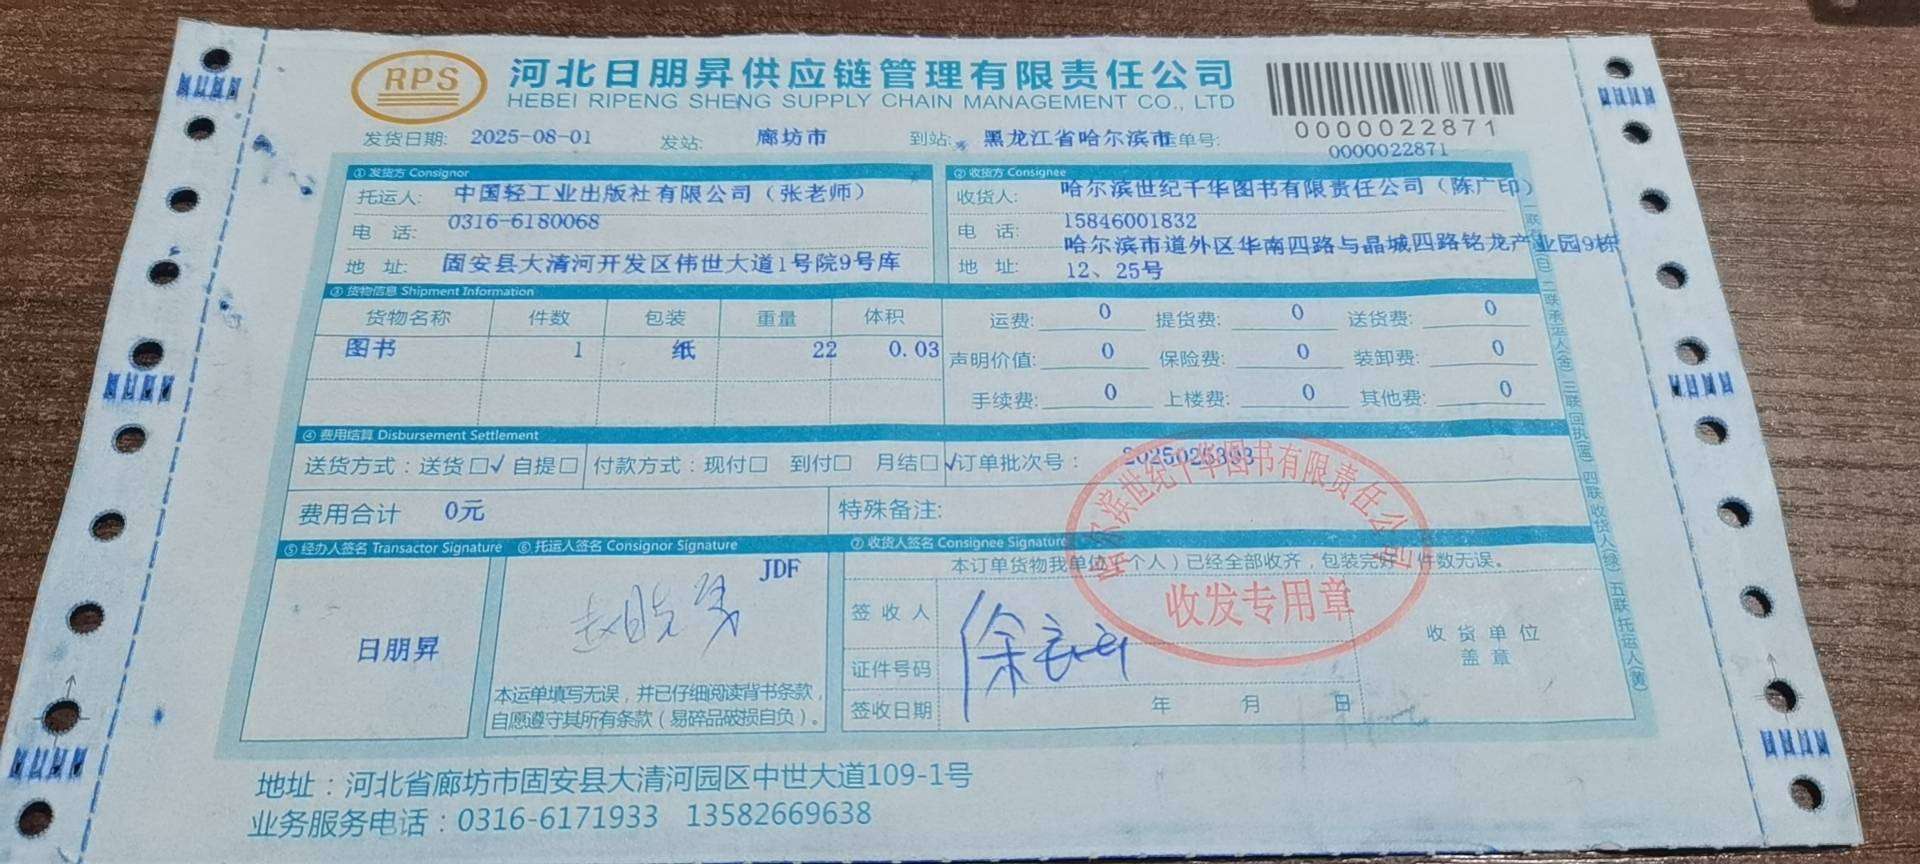 RPS
河北日朋昇供应链管理有限责任公司
HEBEI RIPENG SHENG SUPPLY CHAIN MANAGEMENT CO., LTD
0000022871
发货日期: 2025-08-01 发站: 廊坊市 到站: 黑龙江省哈尔滨市 单号: 0000022871
① 发货方 Consignor
托运人: 中国轻工业出版社有限公司（张老师）
电 话: 0316-6180068
地 址: 固安县大清河开发区伟世大道1号院9号库
② 收货方 Consignee
收货人: 哈尔滨世纪千华图书有限责任公司（陈广印）
电 话: 15846001832
地 址: 哈尔滨市道外区华南四路与晶城四路铭龙产业园9栋
12、25号
③ 货物信息 Shipment Information
货物名称 件数 包装 重量 体积
图书 1 纸 22 0.03
运费: 0 提货费: 0 送货费: 0
声明价值: 0 保险费: 0 装卸费: 0
手续费: 0 上楼费: 0 其他费: 0
④ 费用结算 Disbursement Settlement
送货方式：送货□√ 自提□ 付款方式：现付□ 到付□ 月结□√ 订单批次号：
费用合计 0元 特殊备注:
⑤ 经办人签名 Transactor Signature
日朋昇
⑥ 托运人签名 Consignor Signature
JDF
本运单填写无误，并已仔细阅读背书条款，
自愿遵守其所有条款（易碎品破损自负）。
⑦ 收货人签名 Consignee Signature
本订单货物我单位（个人）已经全部收齐，包装完好，件数无误。
签 收 人
证件号码
签收日期 年 月 日
收 货 单 位
盖 章
哈尔滨世纪千华图书有限责任公司
收发专用章
地址：河北省廊坊市固安县大清河园区中世大道109-1号
业务服务电话：0316-6171933 13582669638